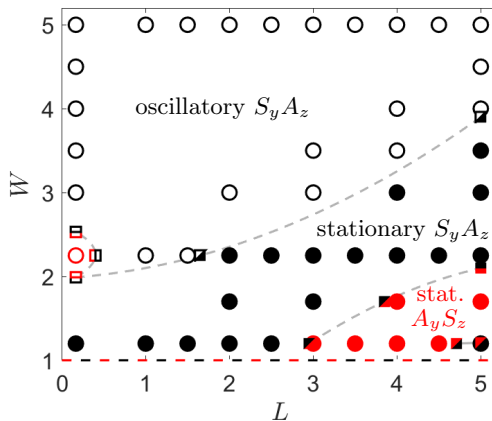 5
4
3
2
1
W
oscillatory S_yA_z
stationary S_yA_z
stat.
A_yS_z
0 1 2 3 4 5
L